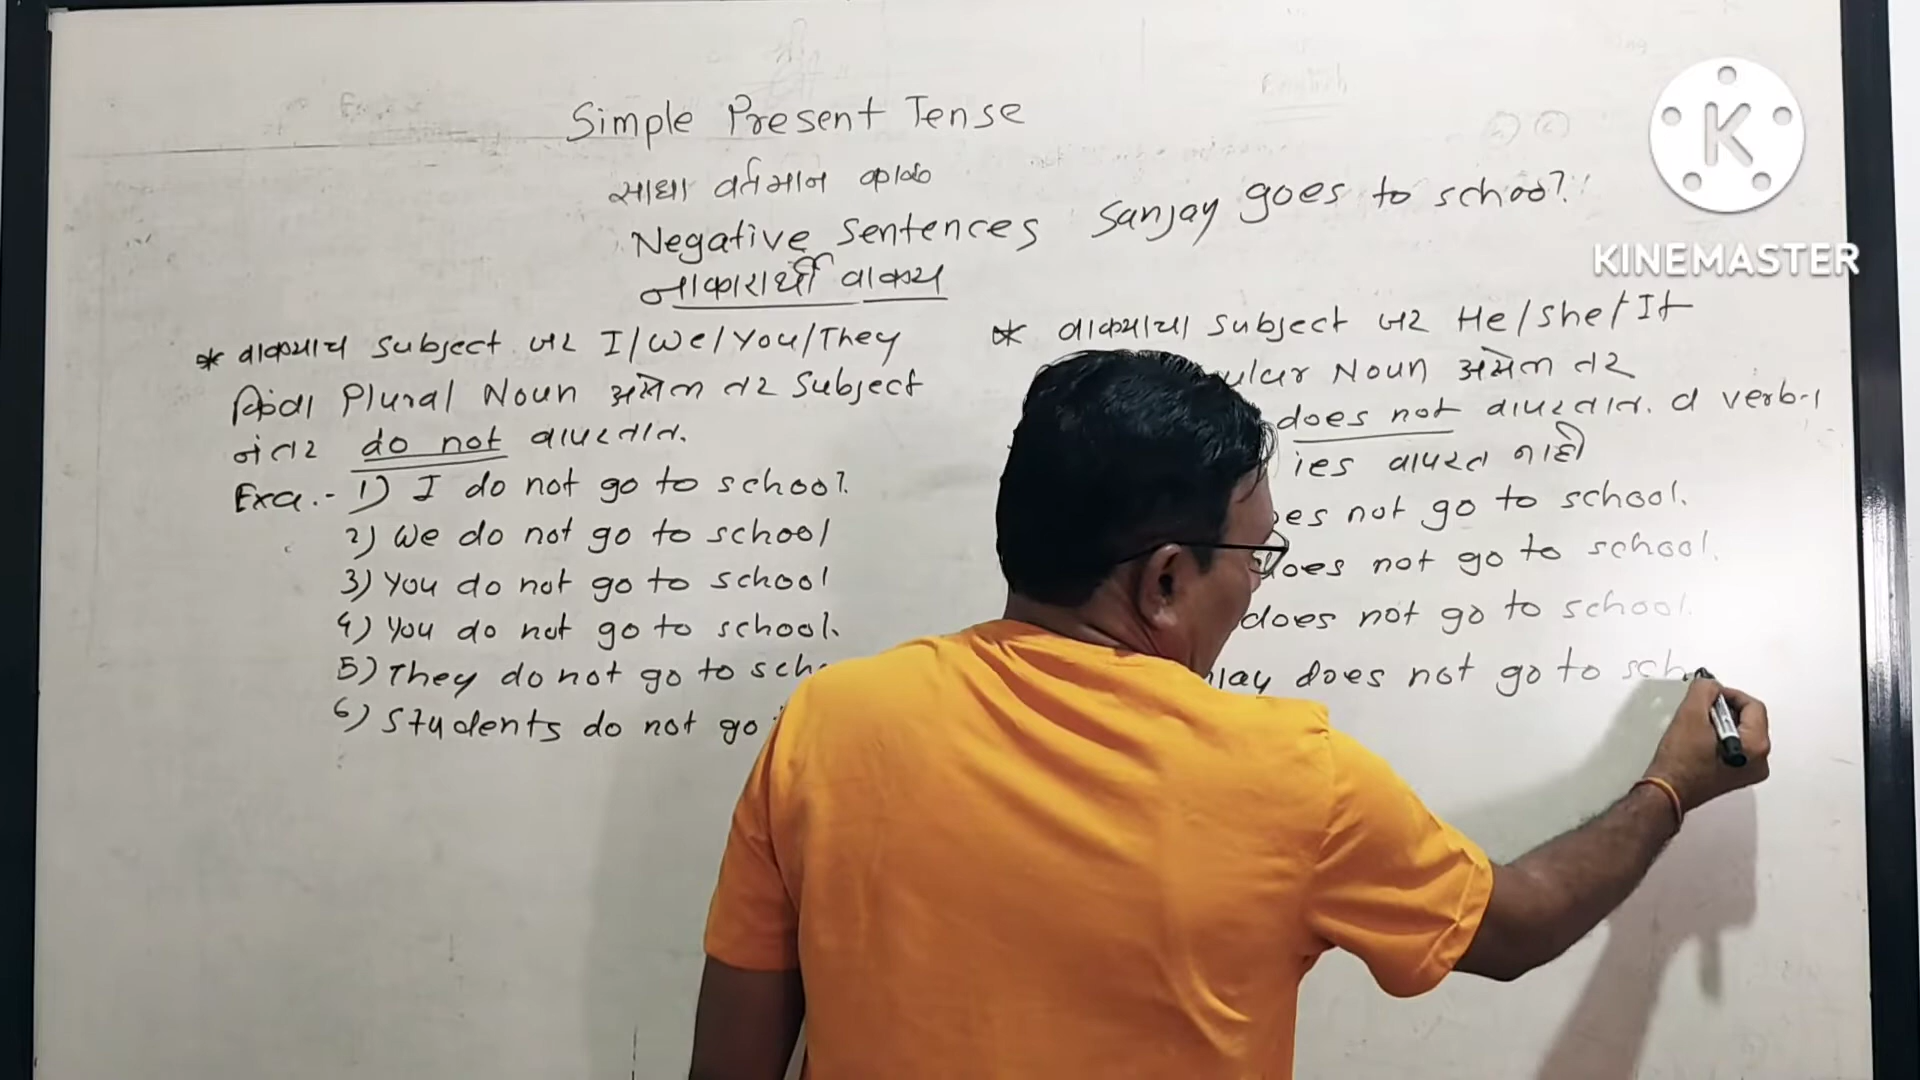 Simple Present Tense
साधा वर्तमान काळ
Negative Sentences
Sanjay goes to school.
नाकारार्थी वाक्य
* वाक्याचा subject जर I/We/You/They
किंवा Plural Noun असेल तर Subject
नंतर do not वापरतात.
Exa.- 1) I do not go to school.
2) We do not go to school
3) You do not go to school
4) You do not go to school.
5) They do not go to sch
6) Students do not go
* वाक्याचा subject जर He/She/It
ular Noun असेल तर
does not वापरतात. व verb-1
ies वापरत नाही
es not go to school.
does not go to school.
does not go to school.
jay does not go to sch
K
KINEMASTER